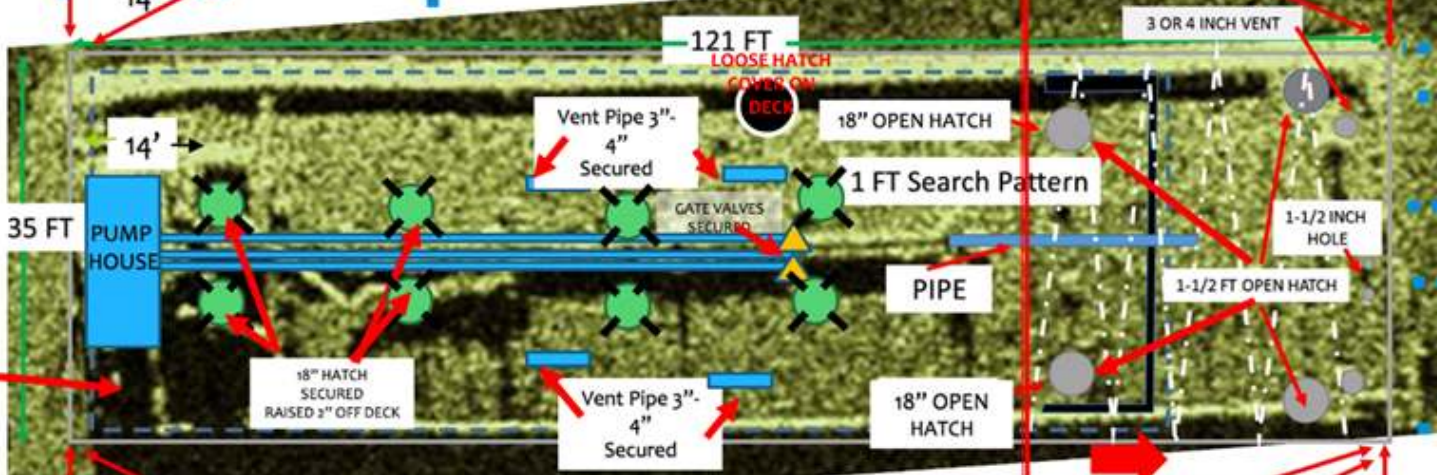 14
121 FT
3 OR 4 INCH VENT
LOOSE HATCH
COVER ON
DECK
Vent Pipe 3"-
4"
Secured
18" OPEN HATCH
14'
1 FT Search Pattern
GATE VALVES
SECURED
35 FT
PUMP
HOUSE
1-1/2 INCH
HOLE
PIPE
1-1/2 FT OPEN HATCH
18" HATCH
SECURED
RAISED 2" OFF DECK
Vent Pipe 3"-
4"
Secured
18" OPEN
HATCH